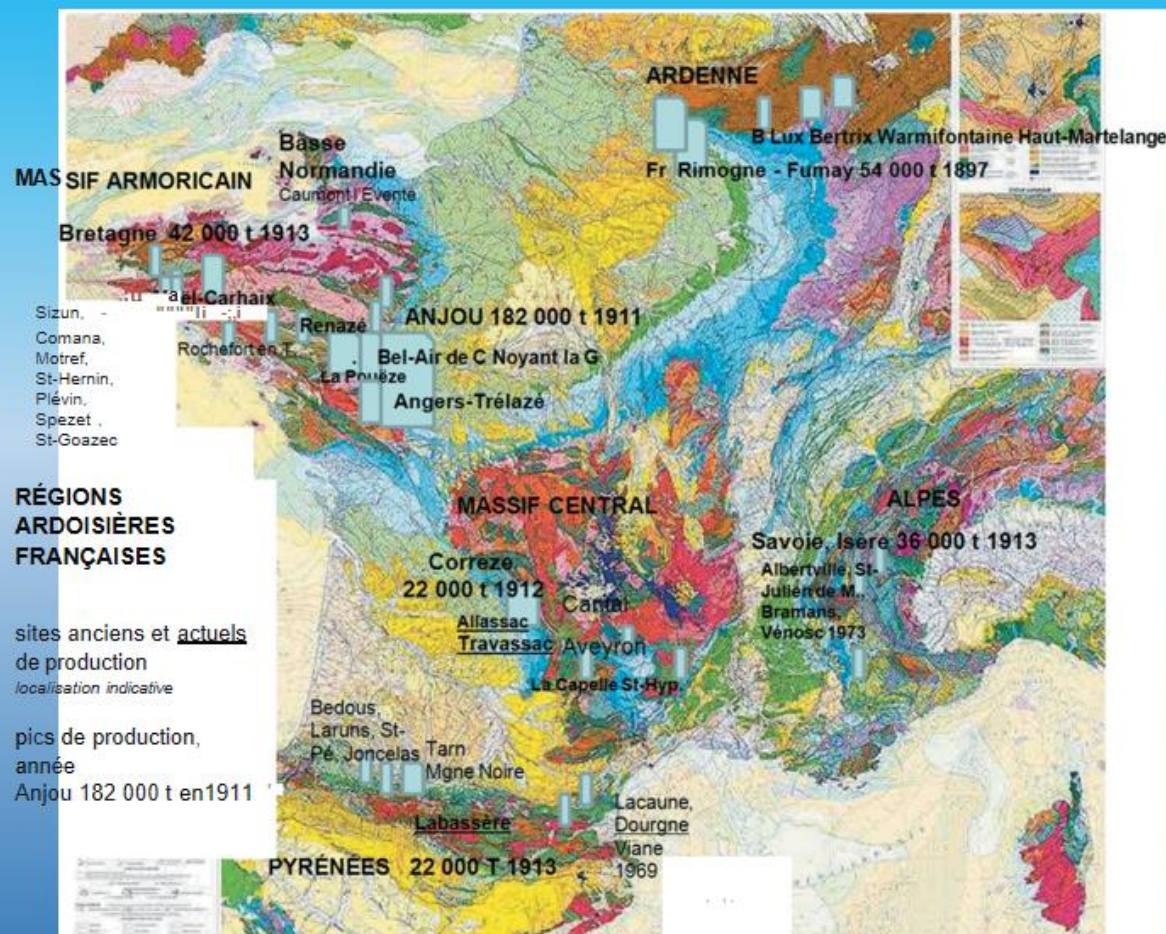 ARDENNE
B Lux Bertrix Warmifontaine Haut-Martelange
Fr Rimogne - Fumay 54 000 t 1897
Basse
Normandie
Caumont l Evente
MASSIF ARMORICAIN
Bretagne 42 000 t 1913
el-Carhaix
Sizun, -
Comana,
Motref,
St-Hernin,
Plévin,
Spezet ,
St-Goazec
Rochefort en T.
Renazé
ANJOU 182 000 t 1911
Bel-Air de C Noyant la G
La Pouëze
Angers-Trélazé
RÉGIONS
ARDOISIÈRES
FRANÇAISES
sites anciens et actuels
de production
localisation indicative
pics de production,
année
Anjou 182 000 t en1911
MASSIF CENTRAL
Correze
22 000 t 1912
Allassac
Travassac
Cantal
Aveyron
La Capelle St-Hyp.
ALPES
Savoie, Isère 36 000 t 1913
Albertville, St-
Julien de M.,
Bramans,
Vénosc 1973
Bedous,
Laruns, St-
Pé, Joncelas
Tarn
Mgne Noire
Labassère
Lacaune,
Dourgne
Viane
1969
PYRÉNÉES 22 000 T 1913